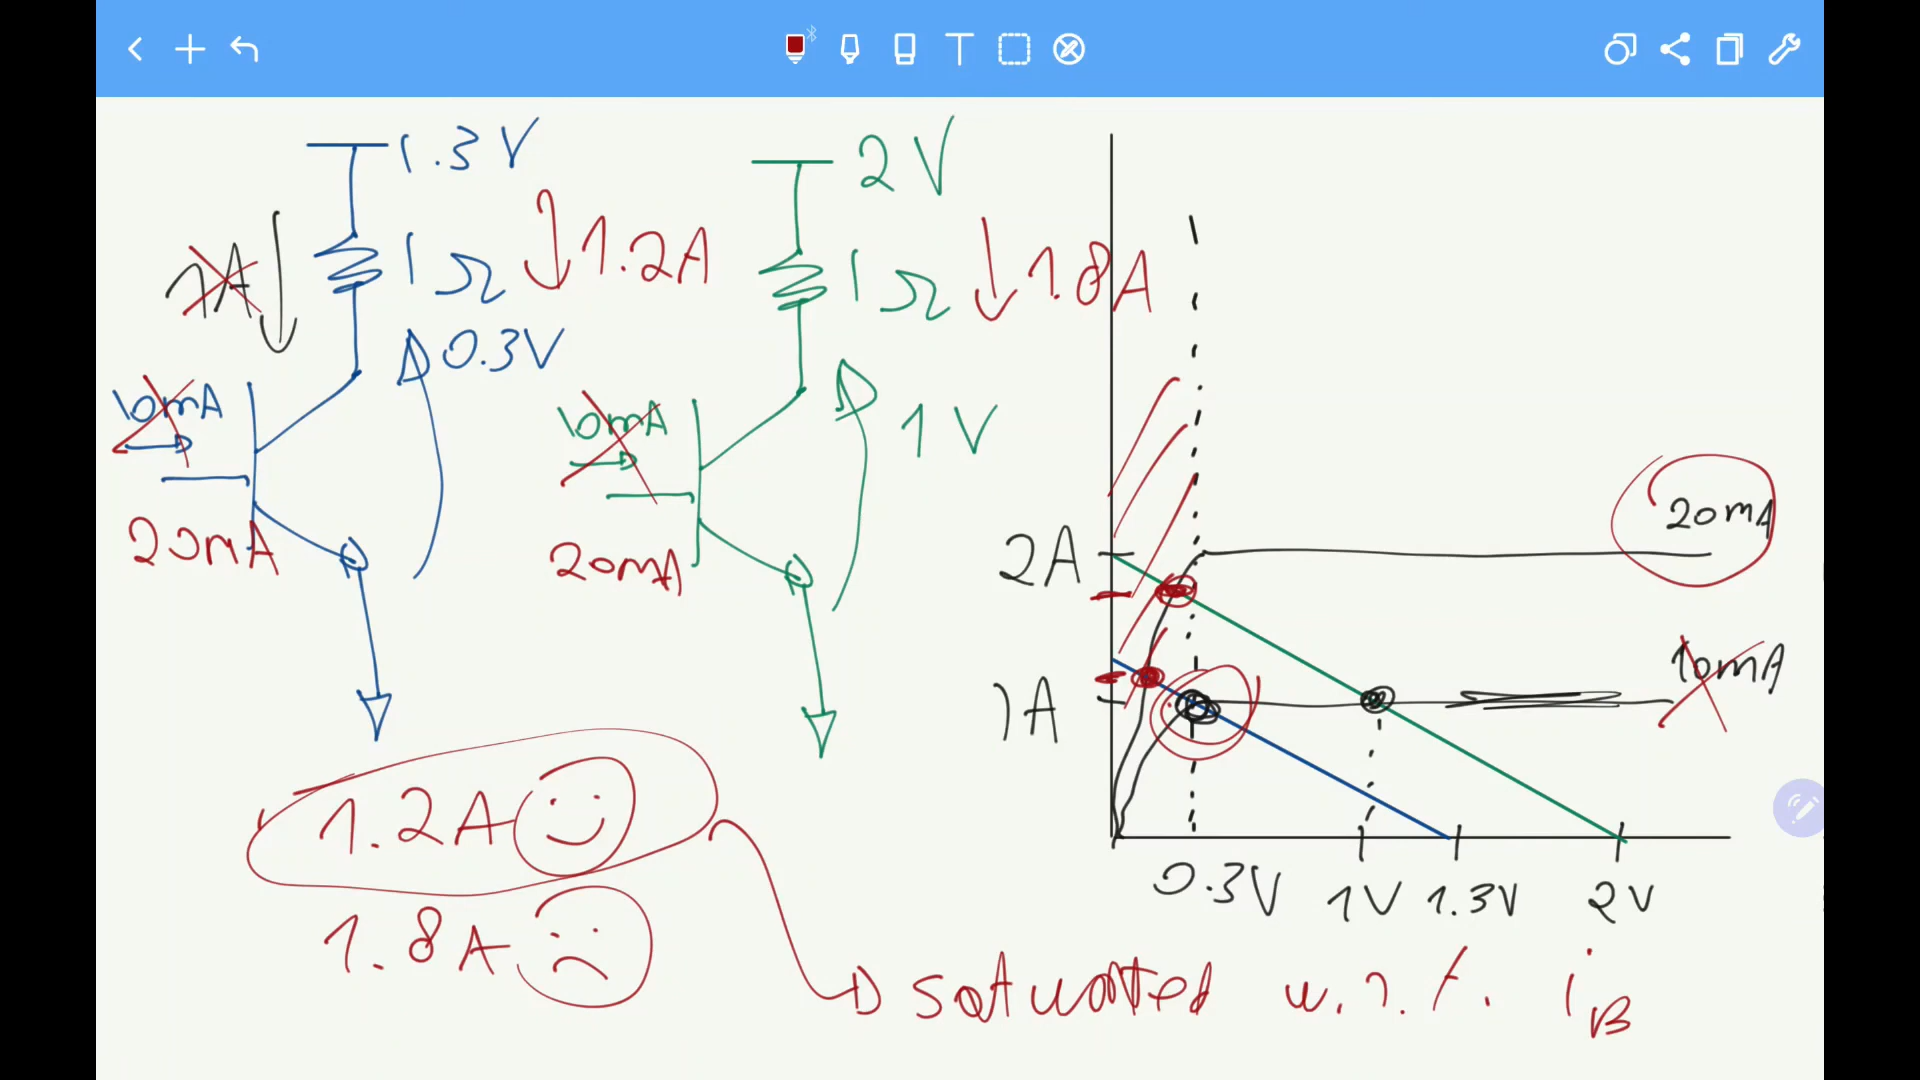 1.3V
1Ω
1A
1.2A
0.3V
10mA
20mA
2V
1Ω
1.8A
1V
10mA
20mA
20mA
2A
10mA
1A
0.3V
1V
1.3V
2V
1.2A
1.8A
saturated w.r.t. iB